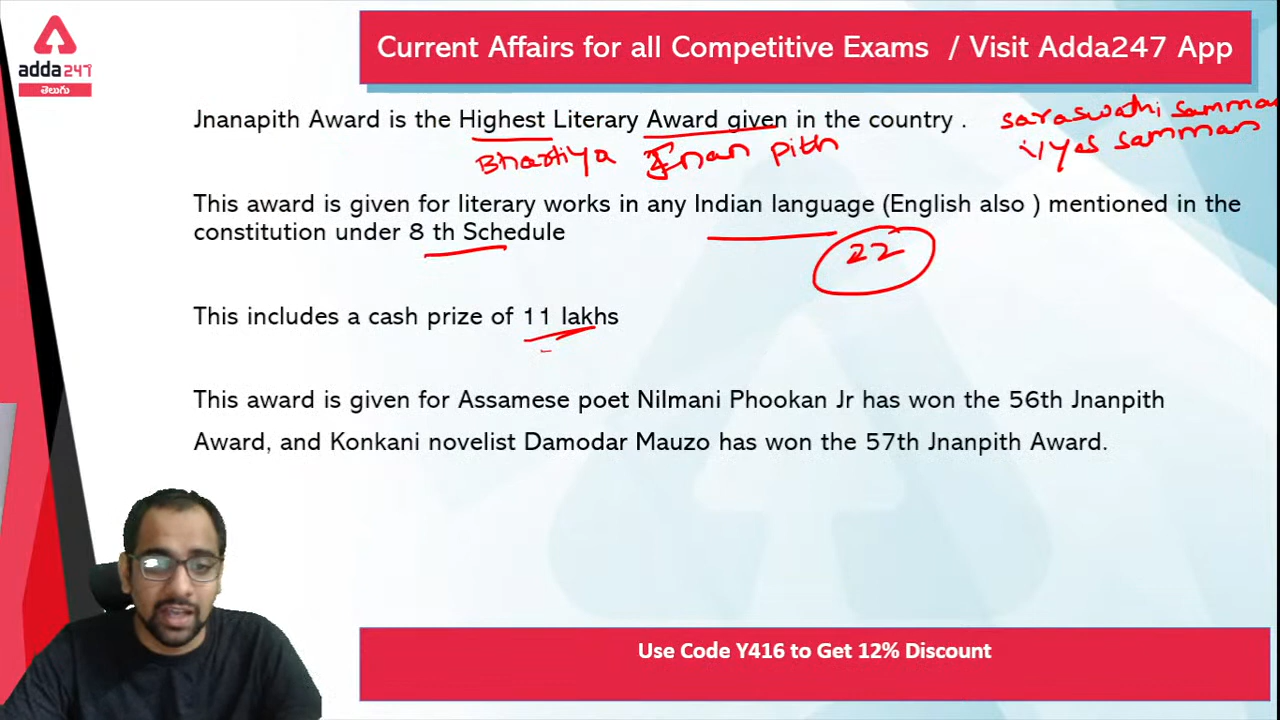 adda247
తెలుగు
Current Affairs for all Competitive Exams / Visit Adda247 App
Jnanapith Award is the Highest Literary Award given in the country .
saraswathi samman
vyas samman
Bhartiya Jnan pith
This award is given for literary works in any Indian language (English also ) mentioned in the
constitution under 8 th Schedule
22
This includes a cash prize of 11 lakhs
This award is given for Assamese poet Nilmani Phookan Jr has won the 56th Jnanpith
Award, and Konkani novelist Damodar Mauzo has won the 57th Jnanpith Award.
Use Code Y416 to Get 12% Discount